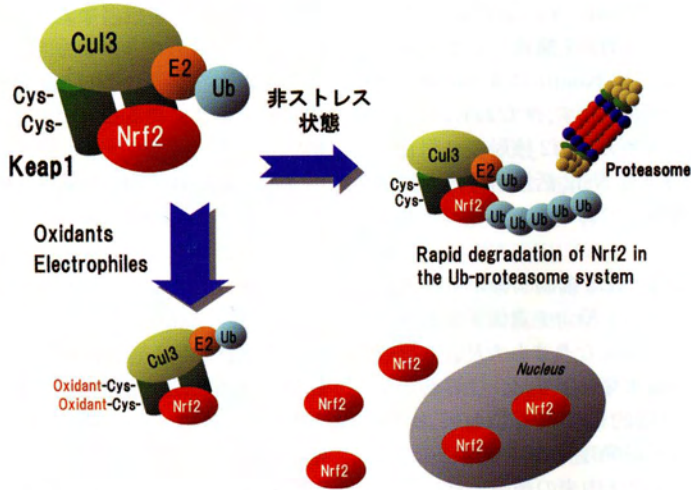 Cul3
E2
Ub
Cys-
Cys-
Nrf2
Keap1
非ストレス
状態
Cul3
E2
Ub
Cys-
Cys-
Nrf2
Ub
Ub
Ub
Ub
Ub
Proteasome
Rapid degradation of Nrf2 in
the Ub-proteasome system
Oxidants
Electrophiles
Cul3
E2
Ub
Oxidant-Cys-
Oxidant-Cys-
Nrf2
Nrf2
Nrf2
Nrf2
Nucleus
Nrf2
Nrf2